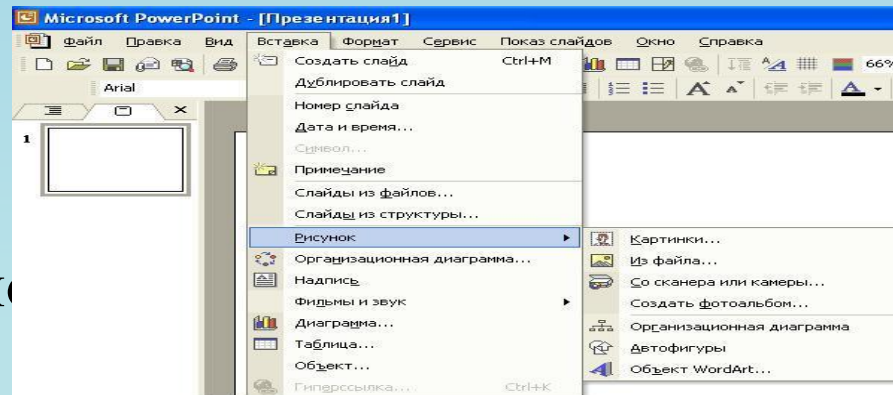 Microsoft PowerPoint - [Презентация1]
Файл Правка Вид Вставка Формат Сервис Показ слайдов Окно Справка
66%
Arial
Создать слайд Ctrl+M
Дублировать слайд
Номер слайда
Дата и время...
Символ...
Примечание
Слайды из файлов...
Слайды из структуры...
Рисунок
Организационная диаграмма...
Надпись
Фильмы и звук
Диаграмма...
Таблица...
Объект...
Гиперссылка... Ctrl+K
Картинки...
Из файла...
Со сканера или камеры...
Создать фотоальбом...
Организационная диаграмма
Автофигуры
Объект WordArt...
1